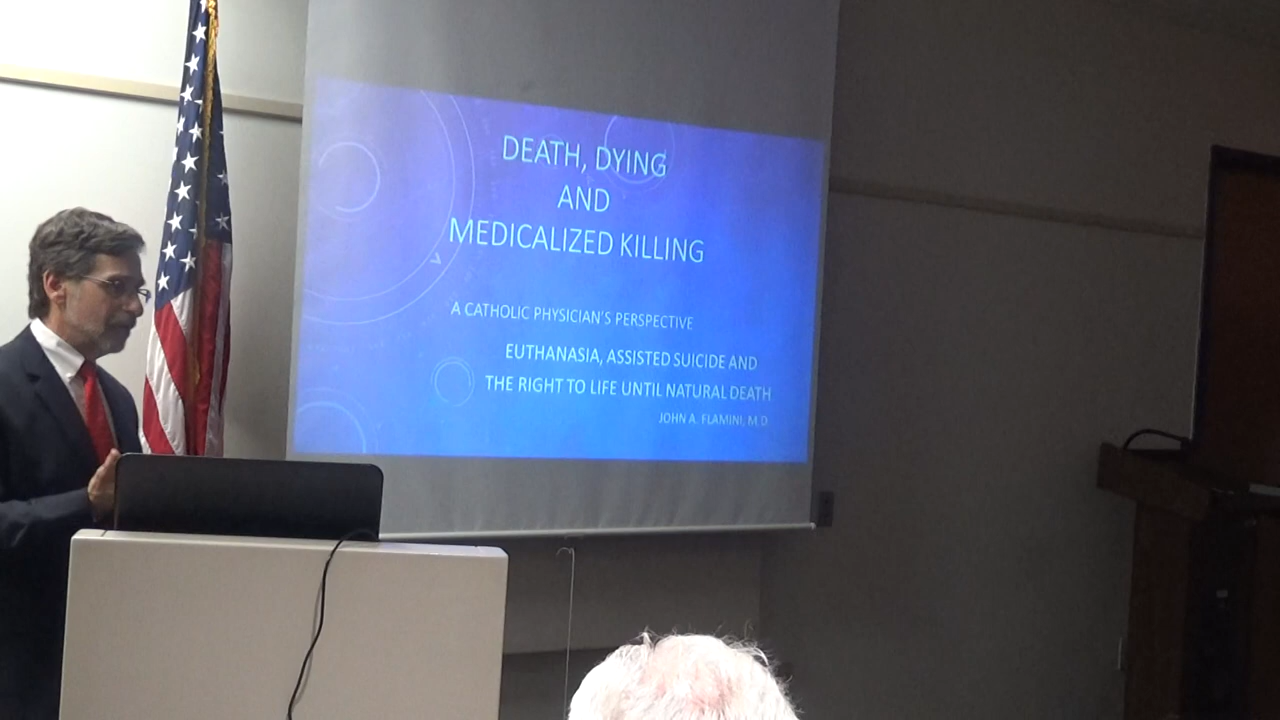 DEATH, DYING
AND
MEDICALIZED KILLING
A CATHOLIC PHYSICIAN'S PERSPECTIVE
EUTHANASIA, ASSISTED SUICIDE AND
THE RIGHT TO LIFE UNTIL NATURAL DEATH
JOHN A. FLAMINI, M.D